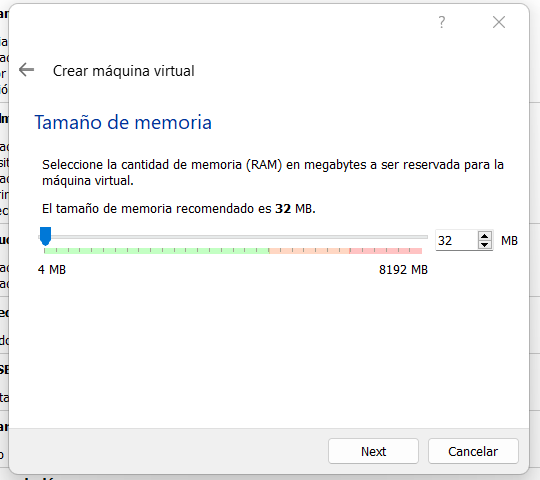 ?
Crear máquina virtual
Tamaño de memoria
Seleccione la cantidad de memoria (RAM) en megabytes a ser reservada para la
máquina virtual.
El tamaño de memoria recomendado es 32 MB.
32 MB
4 MB 8192 MB
Next Cancelar